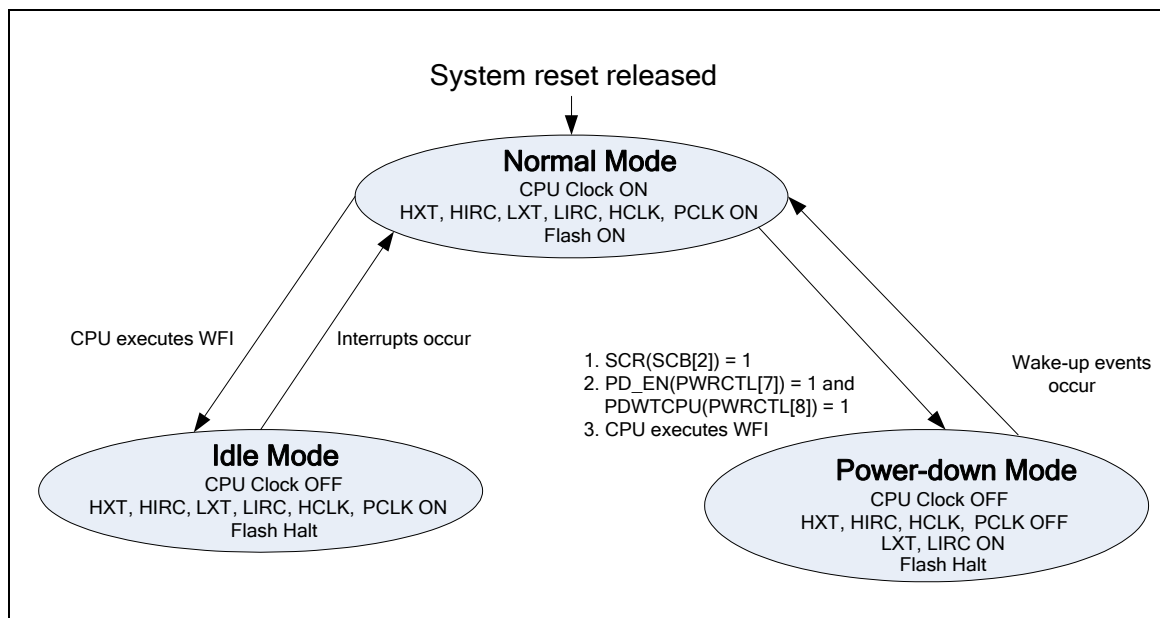 System reset released
Normal Mode
CPU Clock ON
HXT, HIRC, LXT, LIRC, HCLK, PCLK ON
Flash ON
CPU executes WFI
Interrupts occur
1. SCR(SCB[2]) = 1
2. PD_EN(PWRCTL[7]) = 1 and
PDWTCPU(PWRCTL[8]) = 1
3. CPU executes WFI
Wake-up events
occur
Idle Mode
CPU Clock OFF
HXT, HIRC, LXT, LIRC, HCLK, PCLK ON
Flash Halt
Power-down Mode
CPU Clock OFF
HXT, HIRC, HCLK, PCLK OFF
LXT, LIRC ON
Flash Halt